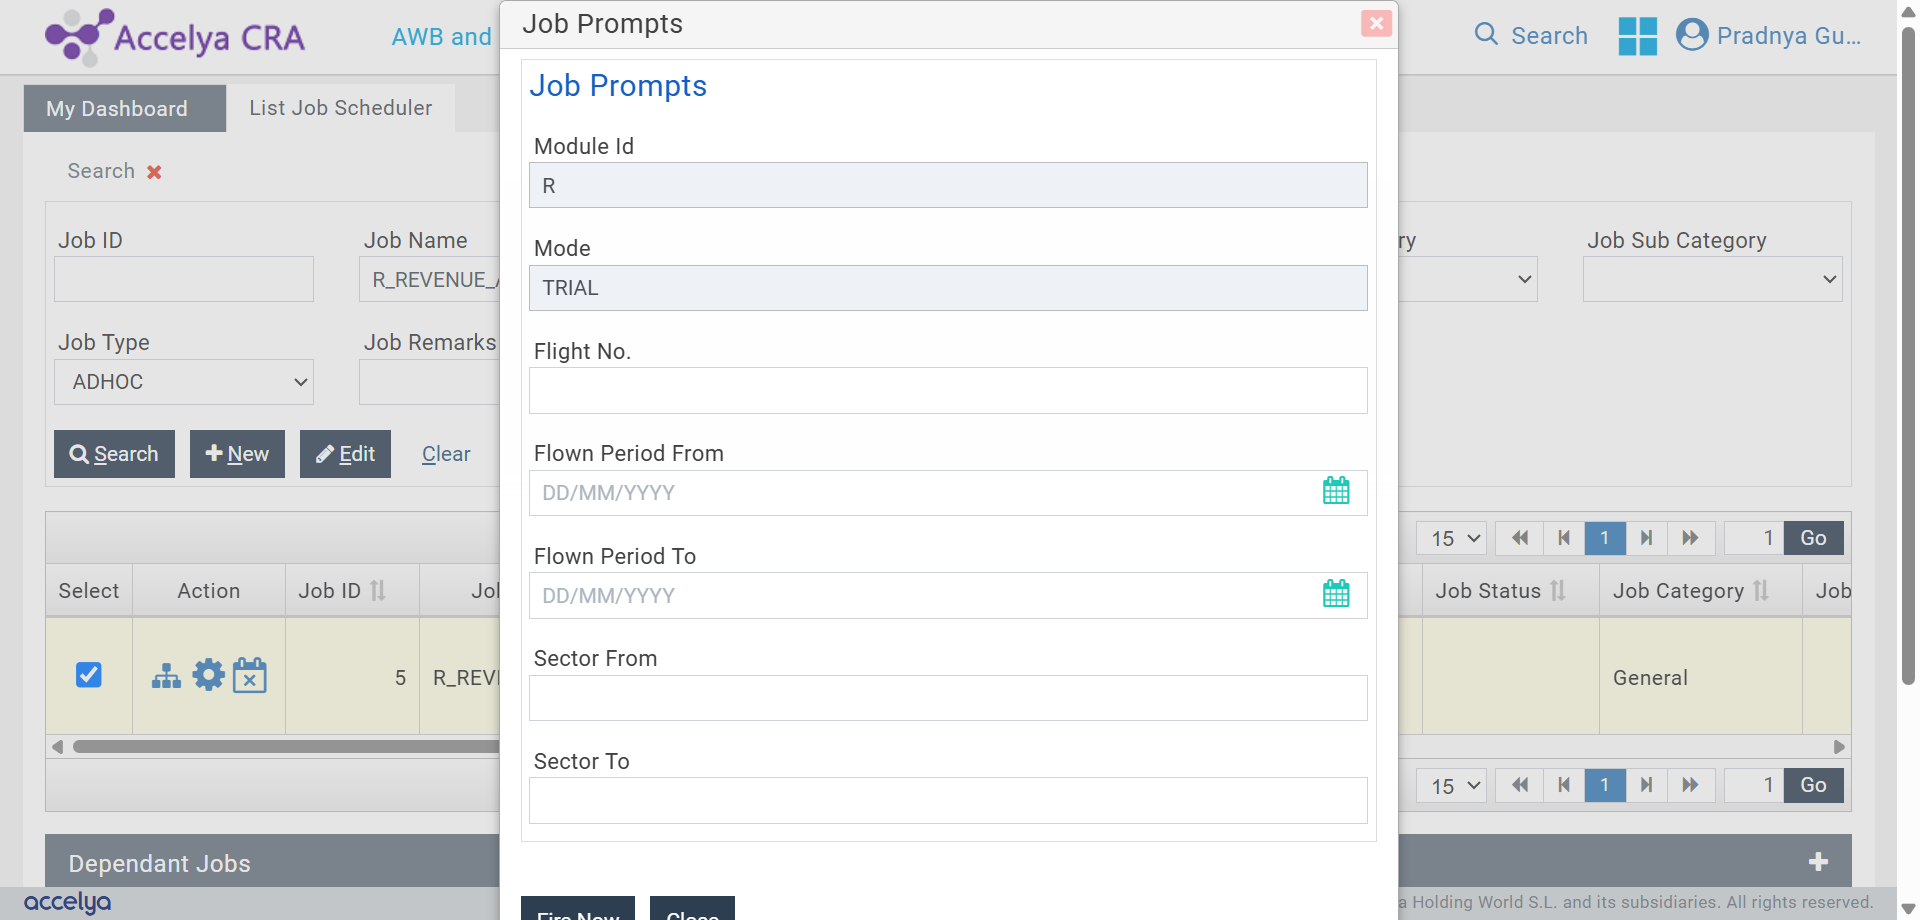 Accelya CRA
AWB and
Search
Pradnya Gu...
My Dashboard
List Job Scheduler
Search
Job ID
Job Name
R_REVENUE_
ry
Job Sub Category
Job Type
Job Remarks
ADHOC
Search
New
Edit
Clear
15
1
1
Go
Select
Action
Job ID
Job Status
Job Category
Job
5
R_REV
General
15
1
1
Go
Dependant Jobs
accelya
Holding World S.L. and its subsidiaries. All rights reserved.
Job Prompts
Job Prompts
Module Id
R
Mode
TRIAL
Flight No.
Flown Period From
DD/MM/YYYY
Flown Period To
DD/MM/YYYY
Sector From
Sector To
Fire Now
Close